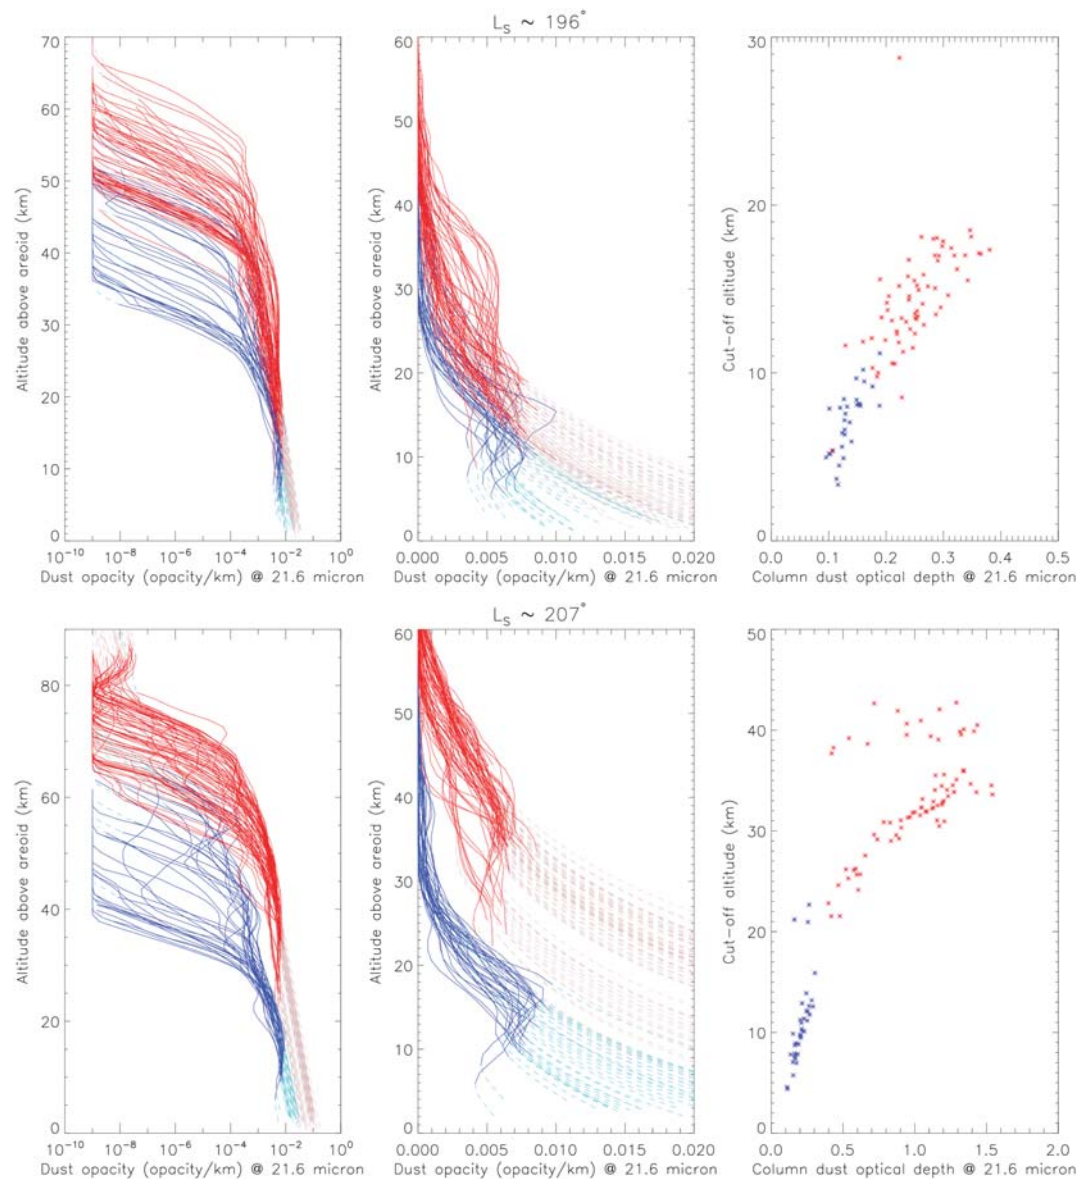 L_S ~ 196°
70
60
50
40
30
20
10
0
Altitude above areoid (km)
10^-10 10^-8 10^-6 10^-4 10^-2 10^0
Dust opacity (opacity/km) @ 21.6 micron
60
50
40
30
20
10
0
Altitude above areoid (km)
0.000 0.005 0.010 0.015 0.020
Dust opacity (opacity/km) @ 21.6 micron
30
20
10
0
Cut-off altitude (km)
0.0 0.1 0.2 0.3 0.4 0.5
Column dust optical depth @ 21.6 micron
L_S ~ 207°
80
60
40
20
0
Altitude above areoid (km)
10^-10 10^-8 10^-6 10^-4 10^-2 10^0
Dust opacity (opacity/km) @ 21.6 micron
60
50
40
30
20
10
0
Altitude above areoid (km)
0.000 0.005 0.010 0.015 0.020
Dust opacity (opacity/km) @ 21.6 micron
50
40
30
20
10
0
Cut-off altitude (km)
0.0 0.5 1.0 1.5 2.0
Column dust optical depth @ 21.6 micron